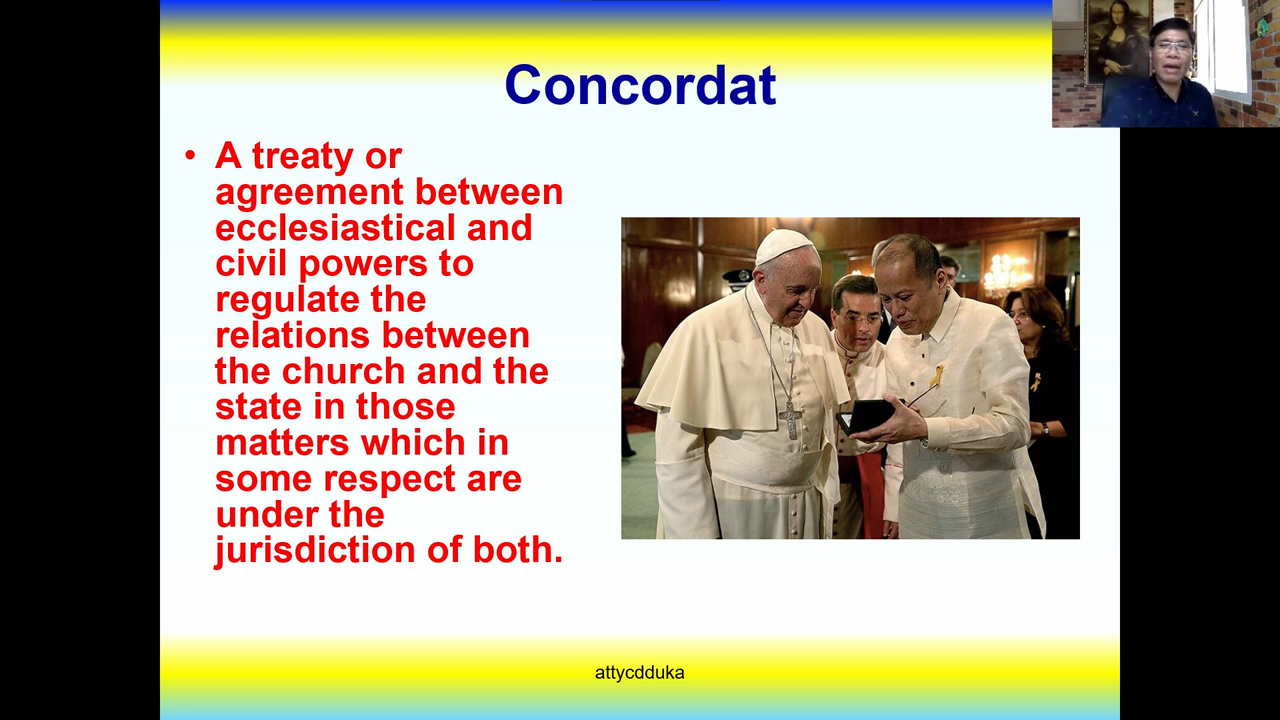 Concordat
• A treaty or
agreement between
ecclesiastical and
civil powers to
regulate the
relations between
the church and the
state in those
matters which in
some respect are
under the
jurisdiction of both.
attycdduka